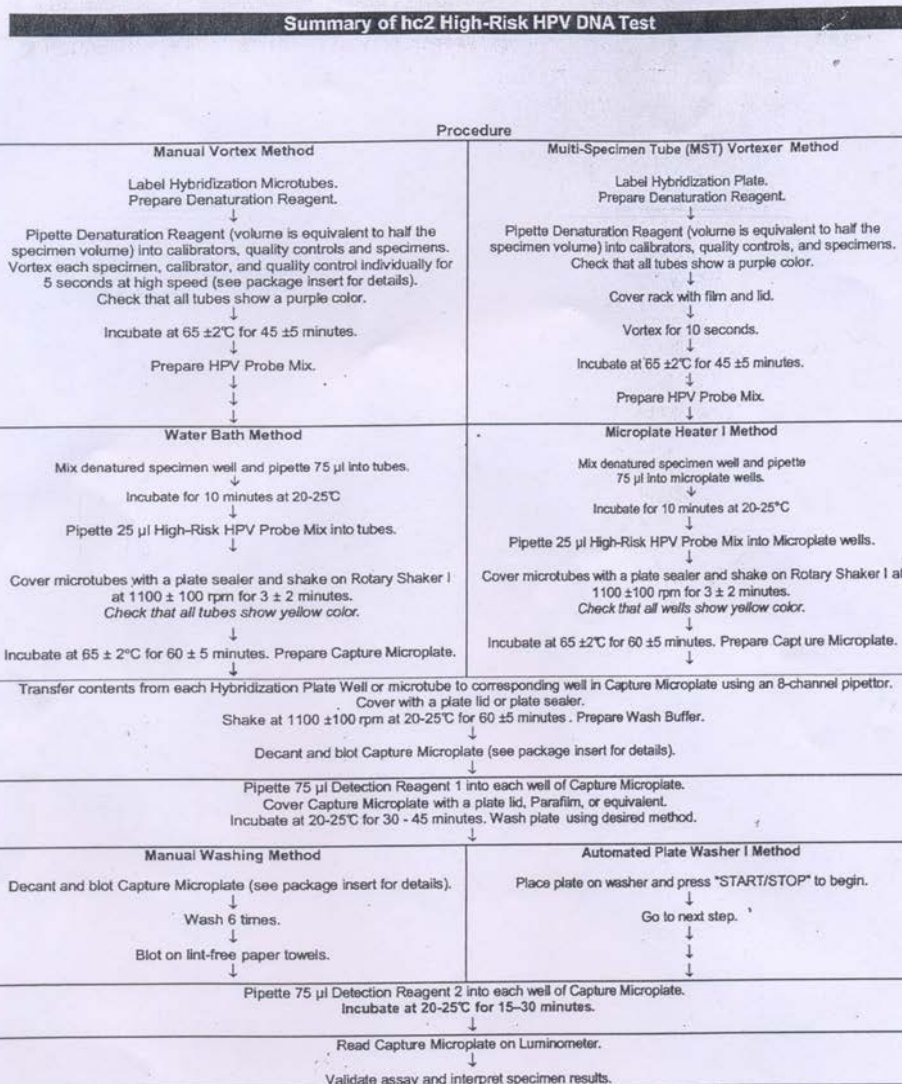 Summary of hc2 High-Risk HPV DNA Test
Procedure
Manual Vortex Method
Label Hybridization Microtubes.
Prepare Denaturation Reagent.
↓
Pipette Denaturation Reagent (volume is equivalent to half the
specimen volume) into calibrators, quality controls and specimens.
Vortex each specimen, calibrator, and quality control individually for
5 seconds at high speed (see package insert for details).
Check that all tubes show a purple color.
↓
Incubate at 65 ±2℃ for 45 ±5 minutes.
↓
Prepare HPV Probe Mix.
↓
↓
↓
Multi-Specimen Tube (MST) Vortexer Method
Label Hybridization Plate.
Prepare Denaturation Reagent.
↓
Pipette Denaturation Reagent (volume is equivalent to half the
specimen volume) into calibrators, quality controls, and specimens.
Check that all tubes show a purple color.
↓
Cover rack with film and lid.
↓
Vortex for 10 seconds.
↓
Incubate at 65 ±2℃ for 45 ±5 minutes.
↓
Prepare HPV Probe Mix.
↓
Water Bath Method
Mix denatured specimen well and pipette 75 µl into tubes.
↓
Incubate for 10 minutes at 20-25℃
↓
Pipette 25 µl High-Risk HPV Probe Mix into tubes.
↓
Cover microtubes with a plate sealer and shake on Rotary Shaker I
at 1100 ± 100 rpm for 3 ± 2 minutes.
Check that all tubes show yellow color.
↓
Incubate at 65 ± 2°C for 60 ± 5 minutes. Prepare Capture Microplate.
↓
Microplate Heater I Method
Mix denatured specimen well and pipette
75 µl into microplate wells.
↓
Incubate for 10 minutes at 20-25°C
↓
Pipette 25 µl High-Risk HPV Probe Mix into Microplate wells.
↓
Cover microtubes with a plate sealer and shake on Rotary Shaker I at
1100 ±100 rpm for 3 ± 2 minutes.
Check that all wells show yellow color.
↓
Incubate at 65 ±2℃ for 60 ±5 minutes. Prepare Capt ure Microplate.
↓
Transfer contents from each Hybridization Plate Well or microtube to corresponding well in Capture Microplate using an 8-channel pipettor.
Cover with a plate lid or plate sealer.
Shake at 1100 ±100 rpm at 20-25℃ for 60 ±5 minutes . Prepare Wash Buffer.
↓
Decant and blot Capture Microplate (see package insert for details).
↓
Pipette 75 µl Detection Reagent 1 into each well of Capture Microplate.
Cover Capture Microplate with a plate lid, Parafilm, or equivalent.
Incubate at 20-25℃ for 30 - 45 minutes. Wash plate using desired method.
↓
Manual Washing Method
Decant and blot Capture Microplate (see package insert for details).
↓
Wash 6 times.
↓
Blot on lint-free paper towels.
↓
Automated Plate Washer I Method
Place plate on washer and press "START/STOP" to begin.
↓
Go to next step.
↓
↓
↓
Pipette 75 µl Detection Reagent 2 into each well of Capture Microplate.
Incubate at 20-25℃ for 15–30 minutes.
↓
Read Capture Microplate on Luminometer.
↓
Validate assay and interpret specimen results.